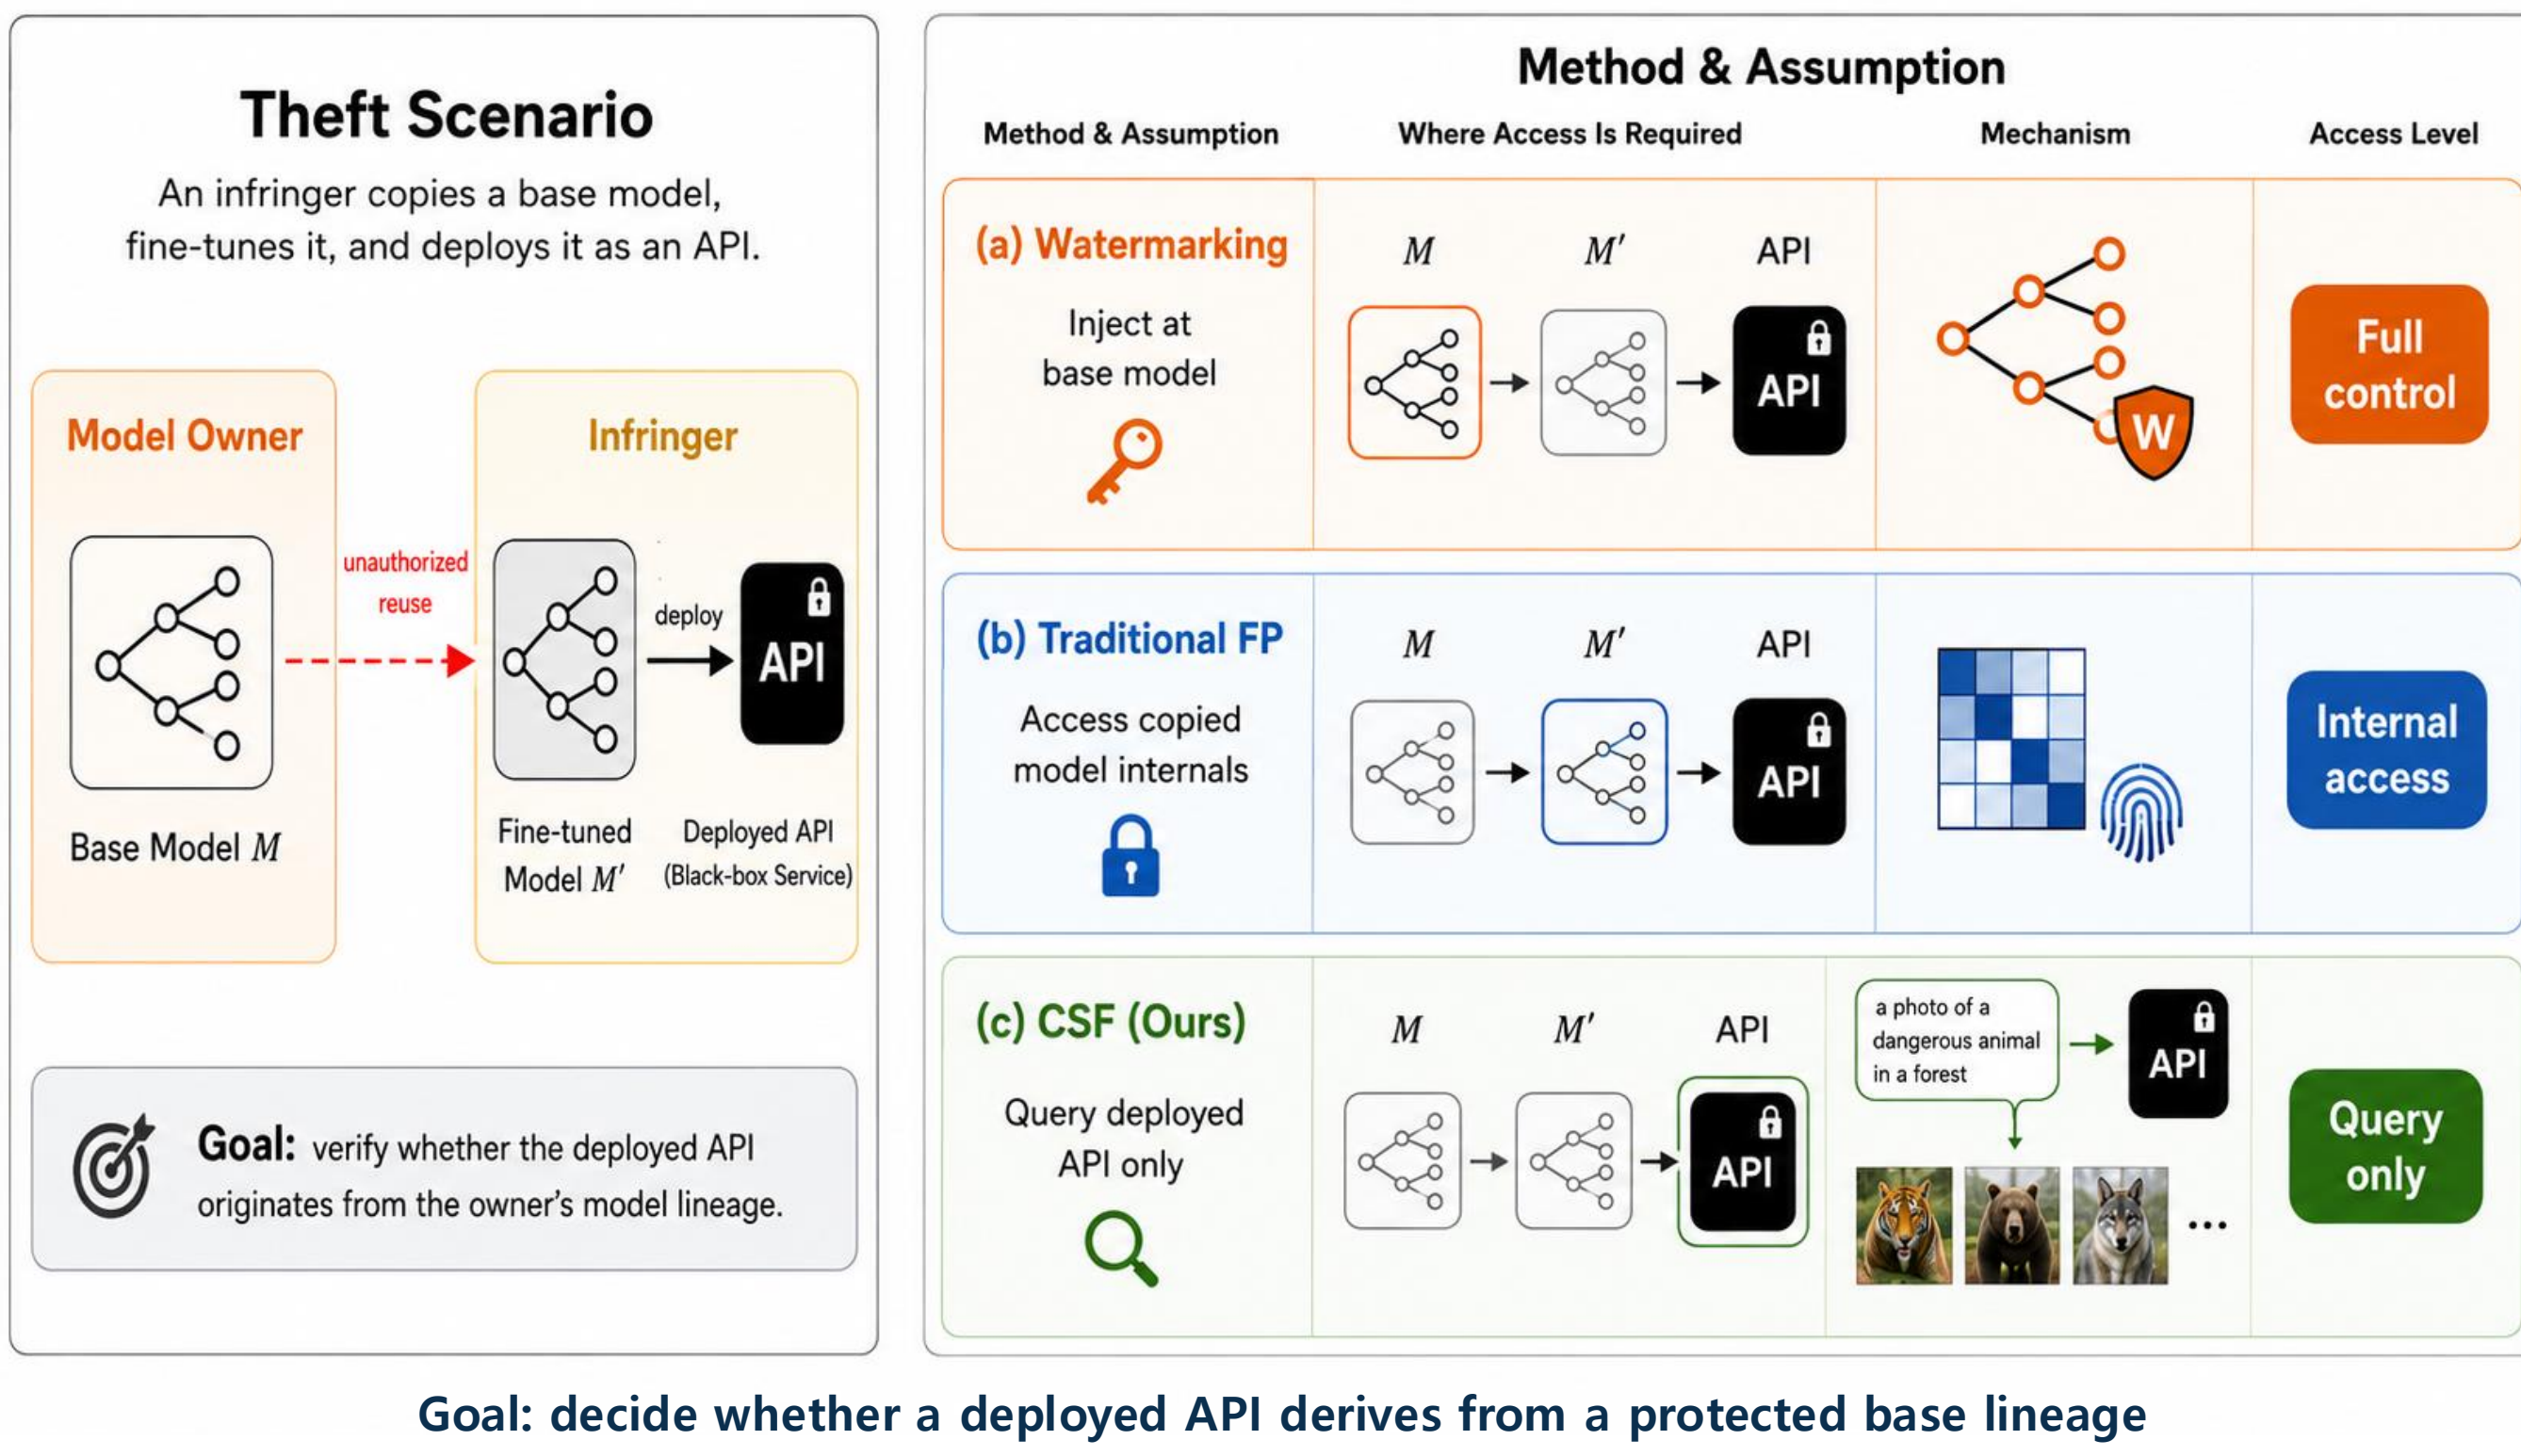 Theft Scenario
An infringer copies a base model,
fine-tunes it, and deploys it as an API.
Model Owner
Base Model M
unauthorized
reuse
Infringer
deploy
API
Fine-tuned
Model M′
Deployed API
(Black-box Service)
Goal: verify whether the deployed API
originates from the owner's model lineage.
Method & Assumption
Method & Assumption
Where Access Is Required
Mechanism
Access Level
(a) Watermarking
Inject at
base model
M
M′
API
API
W
Full
control
(b) Traditional FP
Access copied
model internals
M
M′
API
API
Internal
access
(c) CSF (Ours)
Query deployed
API only
M
M′
API
API
a photo of a
dangerous animal
in a forest
API
...
Query
only
Goal: decide whether a deployed API derives from a protected base lineage